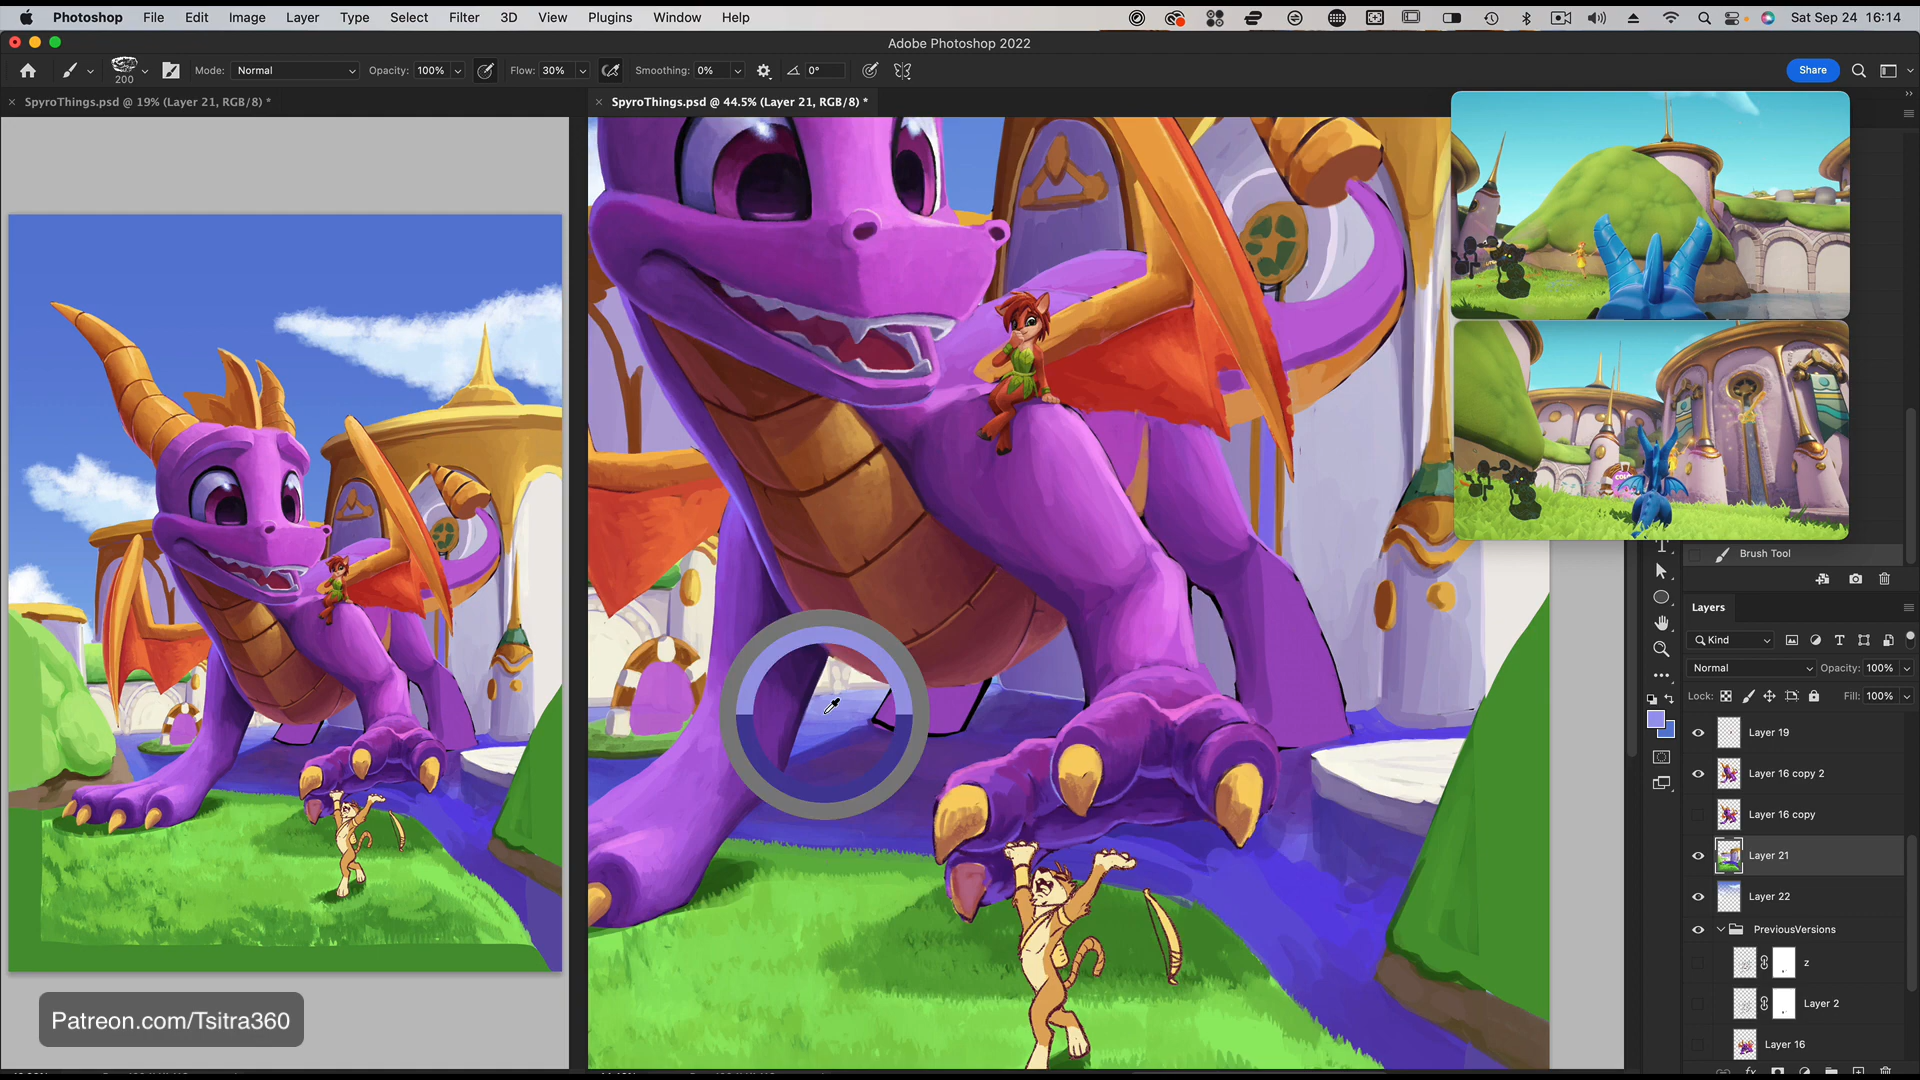 Photoshop File Edit Image Layer Type Select Filter 3D View Plugins Window Help Sat Sep 24 16:14
Adobe Photoshop 2022
200 Mode: Normal Opacity: 100% Flow: 30% Smoothing: 0% 0° Share
SpyroThings.psd @ 19% (Layer 21, RGB/8) *
SpyroThings.psd @ 44.5% (Layer 21, RGB/8) *
Brush Tool
Layers
Kind
Normal Opacity: 100%
Lock: Fill: 100%
Layer 19
Layer 16 copy 2
Layer 16 copy
Layer 21
Layer 22
PreviousVersions
z
Layer 2
Layer 16
Patreon.com/Tsitra360